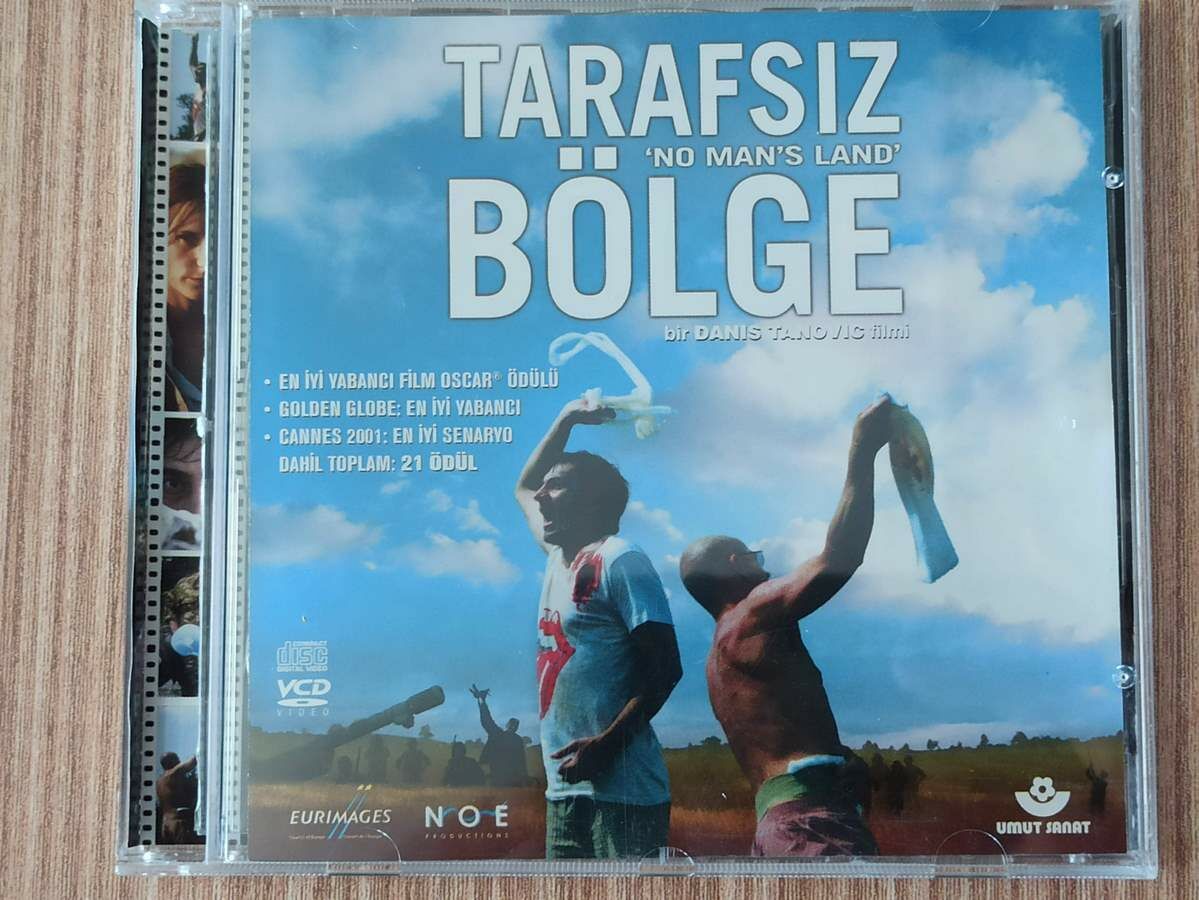 TARAFSIZ
'NO MAN'S LAND'
BÖLGE
bir DANIS TANOVIC filmi
• EN İYİ YABANCI FİLM OSCAR® ÖDÜLÜ
• GOLDEN GLOBE: EN İYİ YABANCI
• CANNES 2001: EN İYİ SENARYO
DAHİL TOPLAM: 21 ÖDÜL
COMPACT
disc
DIGITAL VIDEO
VCD
VIDEO
EURIMAGES
NOÉ
PRODUCTIONS
UMUT SANAT